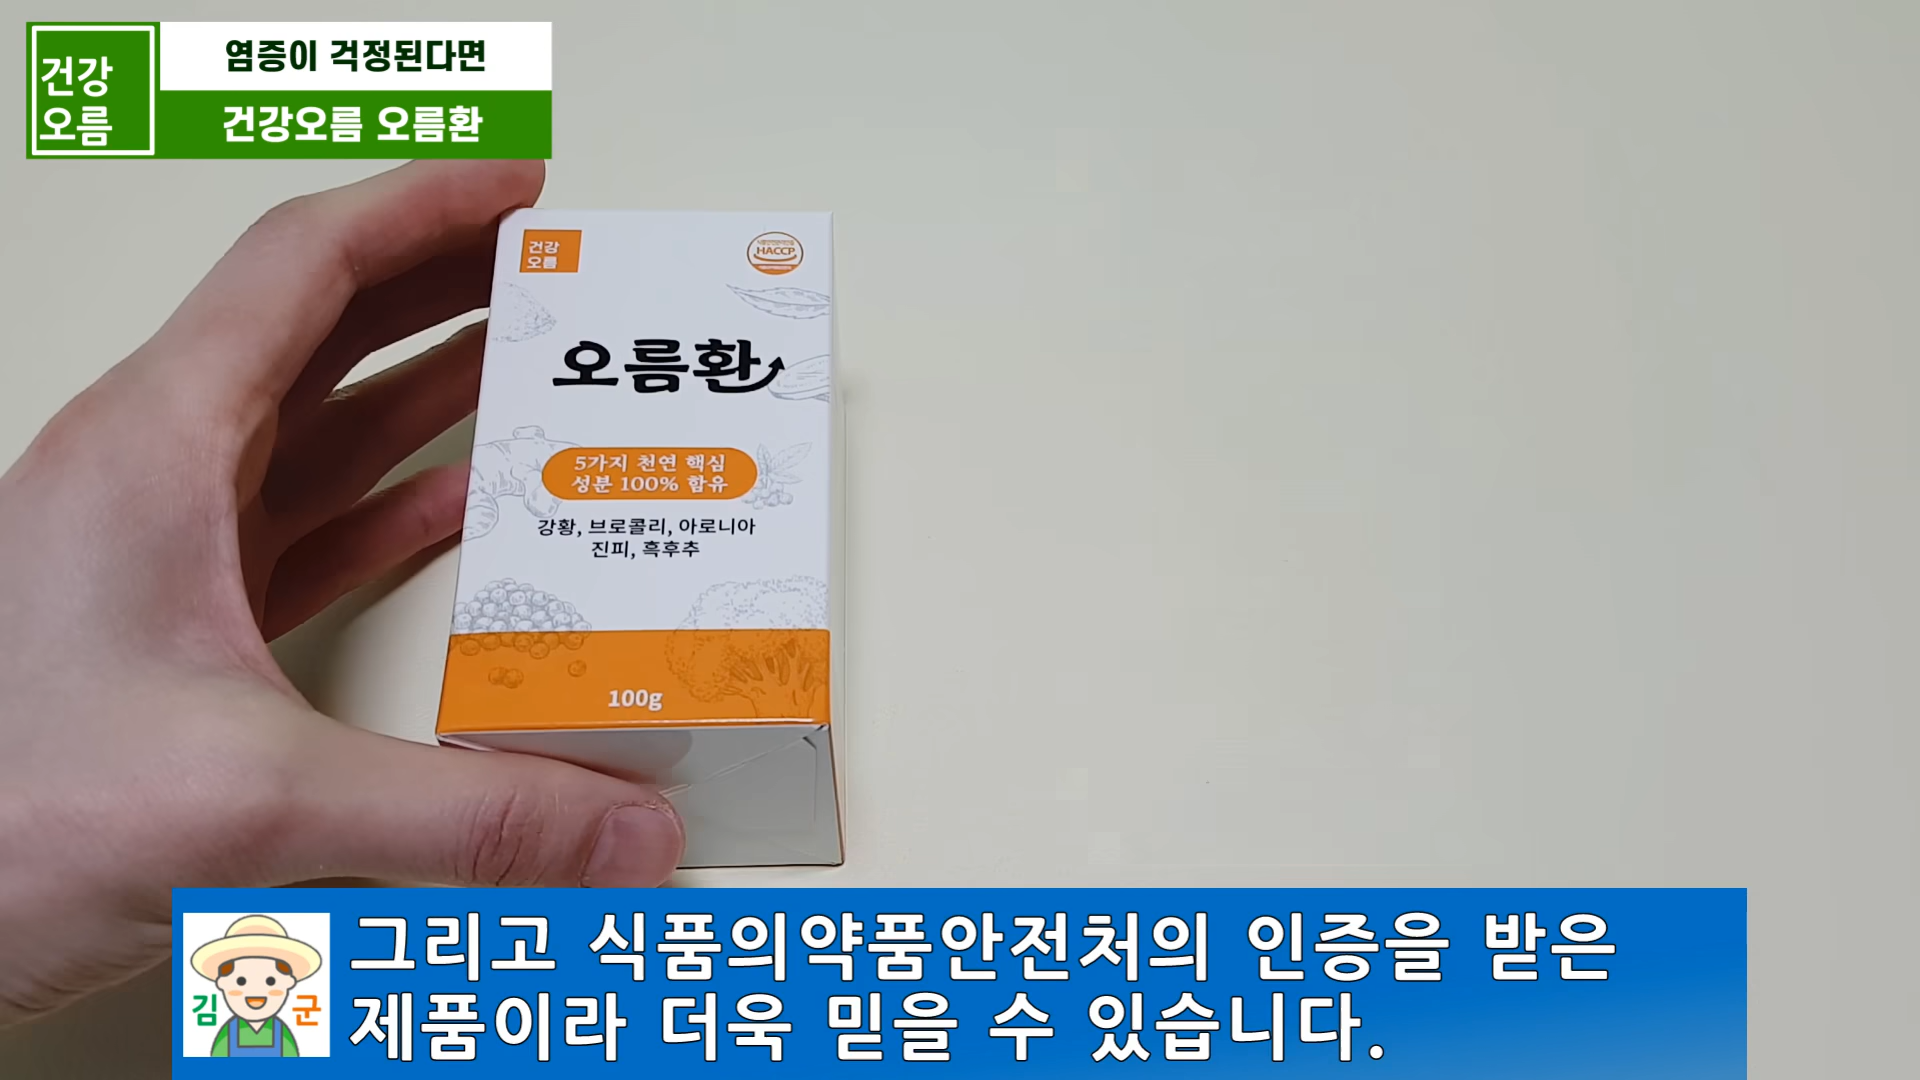 건강
오름
염증이 걱정된다면
건강오름 오름환
건강
오름
HACCP
오름환
5가지 천연 핵심
성분 100% 함유
강황, 브로콜리, 아로니아
진피, 흑후추
100g
김 군
그리고 식품의약품안전처의 인증을 받은
제품이라 더욱 믿을 수 있습니다.